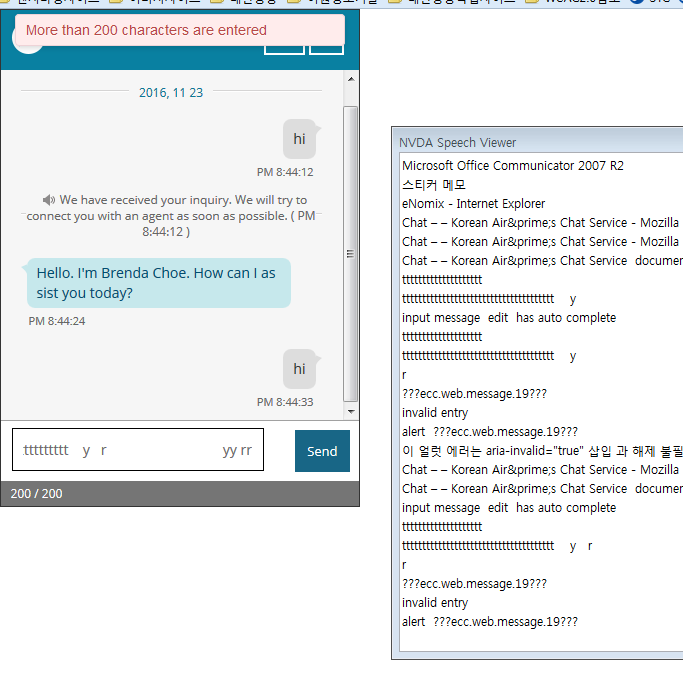 More than 200 characters are entered
2016, 11 23
hi
PM 8:44:12
We have received your inquiry. We will try to
connect you with an agent as soon as possible. ( PM
8:44:12 )
Hello. I'm Brenda Choe. How can I as
sist you today?
PM 8:44:24
hi
PM 8:44:33
ttttttttt    y   r    yy rr
Send
200 / 200
NVDA Speech Viewer
Microsoft Office Communicator 2007 R2
스티커 메모
eNomix - Internet Explorer
Chat – – Korean Air&prime;s Chat Service - Mozilla
Chat – – Korean Air&prime;s Chat Service - Mozilla
Chat – – Korean Air&prime;s Chat Service  documen
tttttttttttttttttttt
tttttttttttttttttttttttttttttttttttttt    y
input message  edit  has auto complete
tttttttttttttttttttt
tttttttttttttttttttttttttttttttttttttt    y
r
???ecc.web.message.19???
invalid entry
alert  ???ecc.web.message.19???
이 얼럿 에러는 aria-invalid="true" 삽입 과 해제 불필
Chat – – Korean Air&prime;s Chat Service - Mozilla
Chat – – Korean Air&prime;s Chat Service  documen
input message  edit  has auto complete
tttttttttttttttttttt
tttttttttttttttttttttttttttttttttttttt    y   r
r
???ecc.web.message.19???
invalid entry
alert  ???ecc.web.message.19???